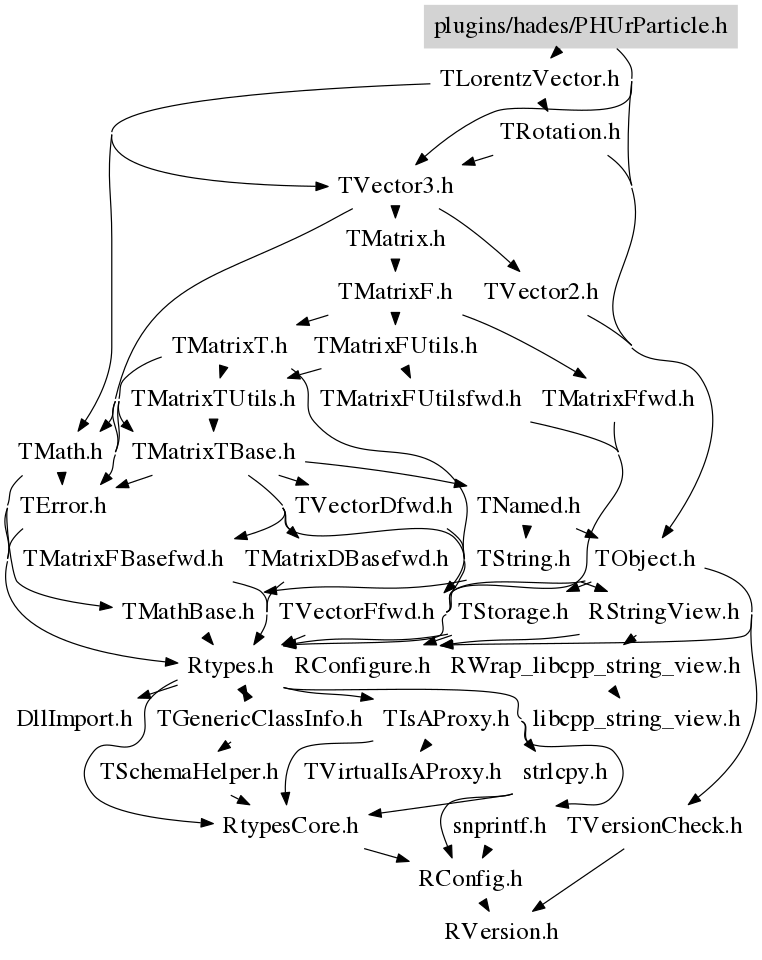 plugins/hades/PHUrParticle.h
TLorentzVector.h
TRotation.h
TVector3.h
TMatrix.h
TMatrixF.h
TVector2.h
TMatrixT.h
TMatrixFUtils.h
TMatrixTUtils.h
TMatrixFUtilsfwd.h
TMatrixFfwd.h
TMath.h
TMatrixTBase.h
TError.h
TVectorDfwd.h
TNamed.h
TMatrixFBasefwd.h
TMatrixDBasefwd.h
TString.h
TObject.h
TMathBase.h
TVectorFfwd.h
TStorage.h
RStringView.h
Rtypes.h
RConfigure.h
RWrap_libcpp_string_view.h
DllImport.h
TGenericClassInfo.h
TIsAProxy.h
libcpp_string_view.h
TSchemaHelper.h
TVirtualIsAProxy.h
strlcpy.h
RtypesCore.h
snprintf.h
TVersionCheck.h
RConfig.h
RVersion.h